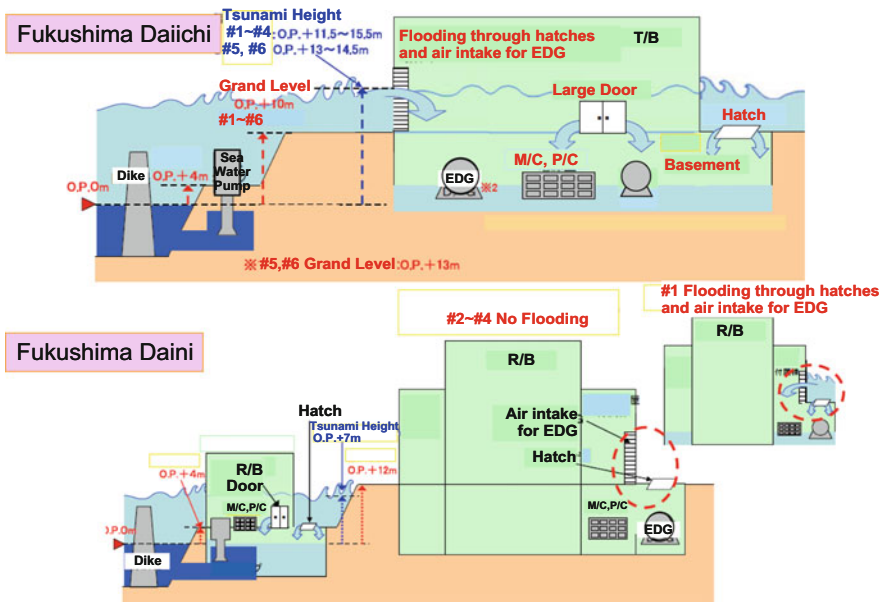 Fukushima Daiichi
Tsunami Height
#1~#4: O.P.+11.5~15.5m
#5, #6 O.P.+13~14.5m
Flooding through hatches
and air intake for EDG
T/B
Grand Level
O.P.+10m
#1~#6
Large Door
Hatch
Dike
O.P.+4m
Sea
Water
Pump
M/C, P/C
Basement
EDG
※2
O.P.0m
※ #5,#6 Grand Level:O.P.+13m
#1 Flooding through hatches
and air intake for EDG
#2~#4 No Flooding
R/B
Fukushima Daini
R/B
Hatch
Air intake
for EDG
Tsunami Height
O.P.+7m
Hatch
O.P.+4m
R/B
Door
O.P.+12m
M/C,P/C
M/C,P/C
EDG
O.P.0m
Dike